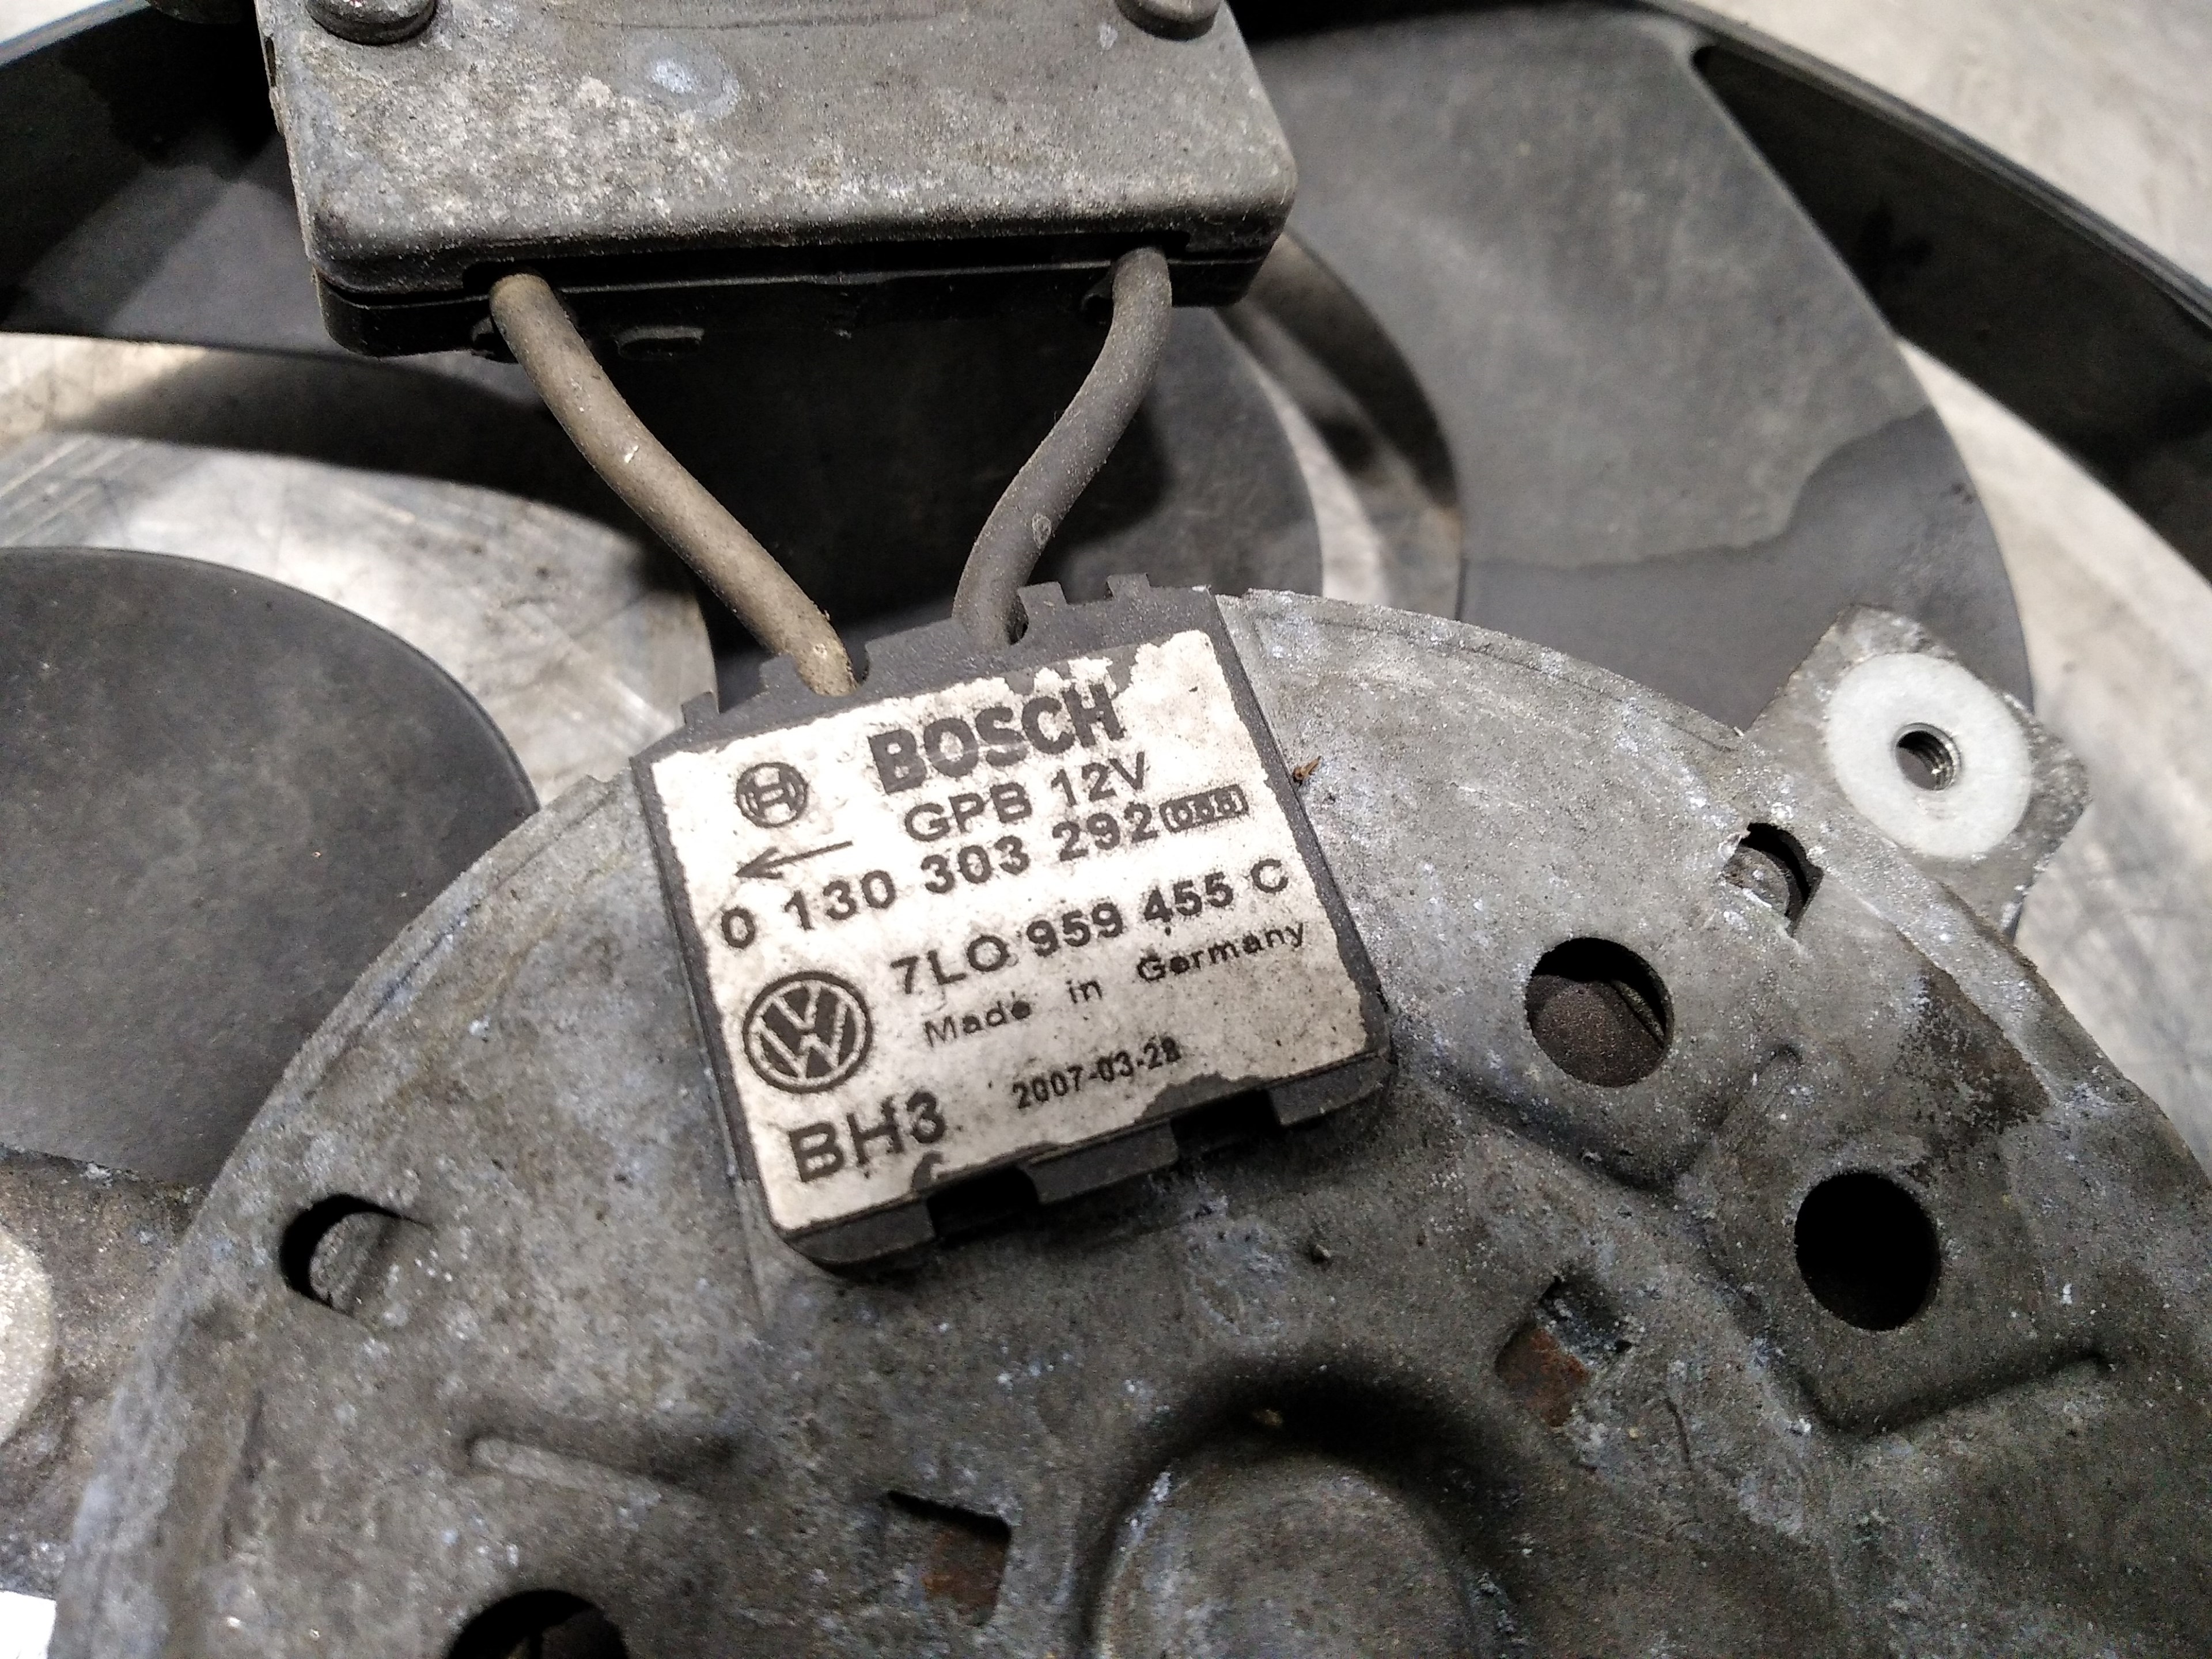 BOSCH
GPB 12V
0 130 303 292
7L0 959 455 C
Made in Germany
2007-03-28
BH3